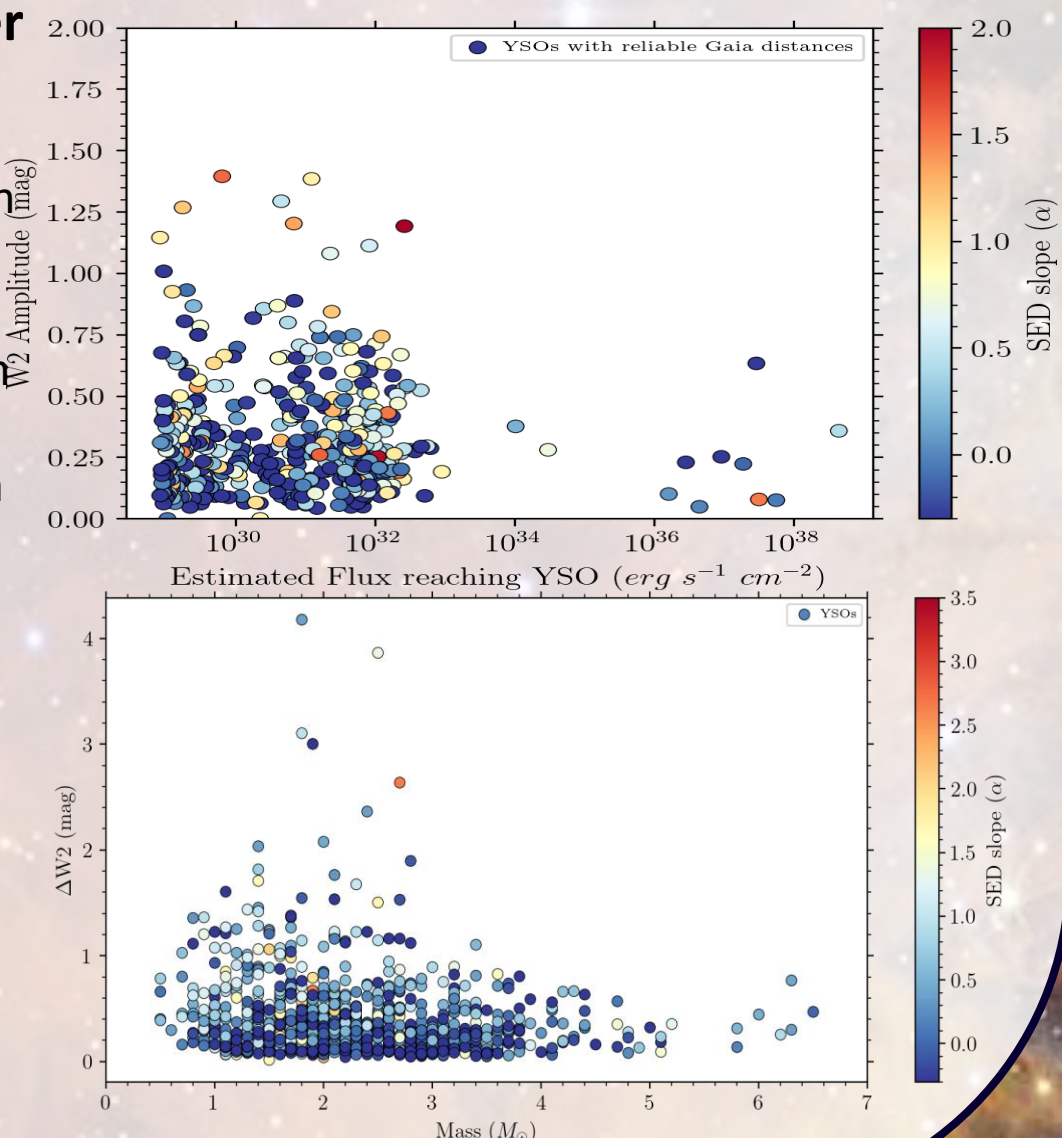 er
2.00
1.75
1.50
1.25
1.00
0.75
0.50
0.25
0.00
W2 Amplitude (mag)
YSOs with reliable Gaia distances
10^30 10^32 10^34 10^36 10^38
Estimated Flux reaching YSO (erg s^−1 cm^−2)
2.0
1.5
1.0
0.5
0.0
SED slope (α)
4
3
2
1
0
ΔW2 (mag)
YSOs
0 1 2 3 4 5 6 7
Mass (M⊙)
3.5
3.0
2.5
2.0
1.5
1.0
0.5
0.0
SED slope (α)